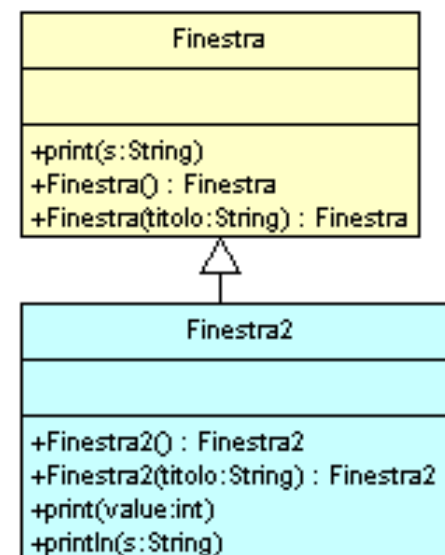 Finestra
+print(s:String)
+Finestra() : Finestra
+Finestra(titolo:String) : Finestra
Finestra2
+Finestra2() : Finestra2
+Finestra2(titolo:String) : Finestra2
+print(value:int)
+println(s:String)